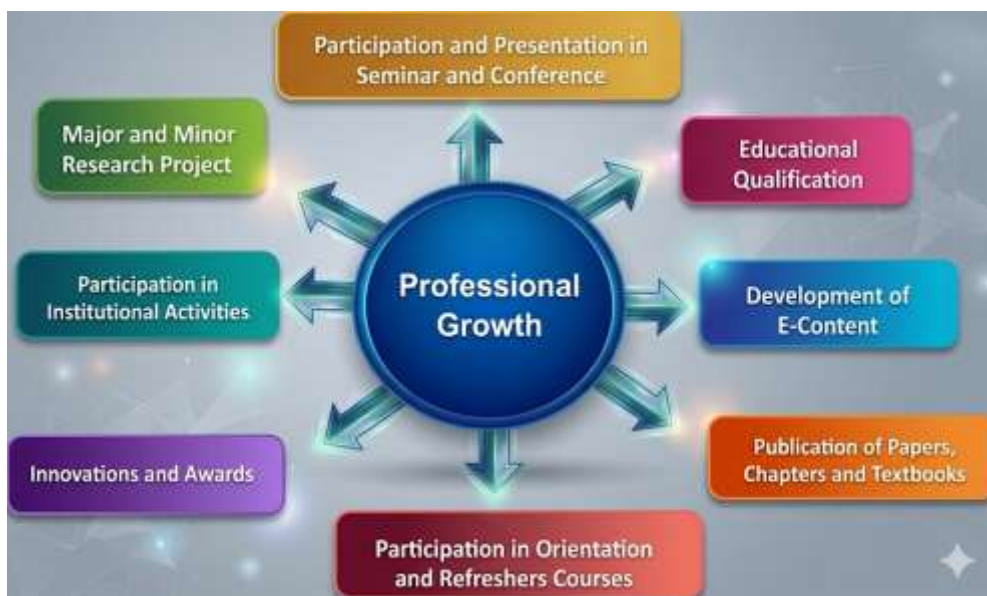 Participation and Presentation in
Seminar and Conference
Major and Minor
Research Project
Educational
Qualification
Professional
Growth
Participation in
Institutional Activities
Development of
E-Content
Innovations and Awards
Publication of Papers,
Chapters and Textbooks
Participation in Orientation
and Refreshers Courses